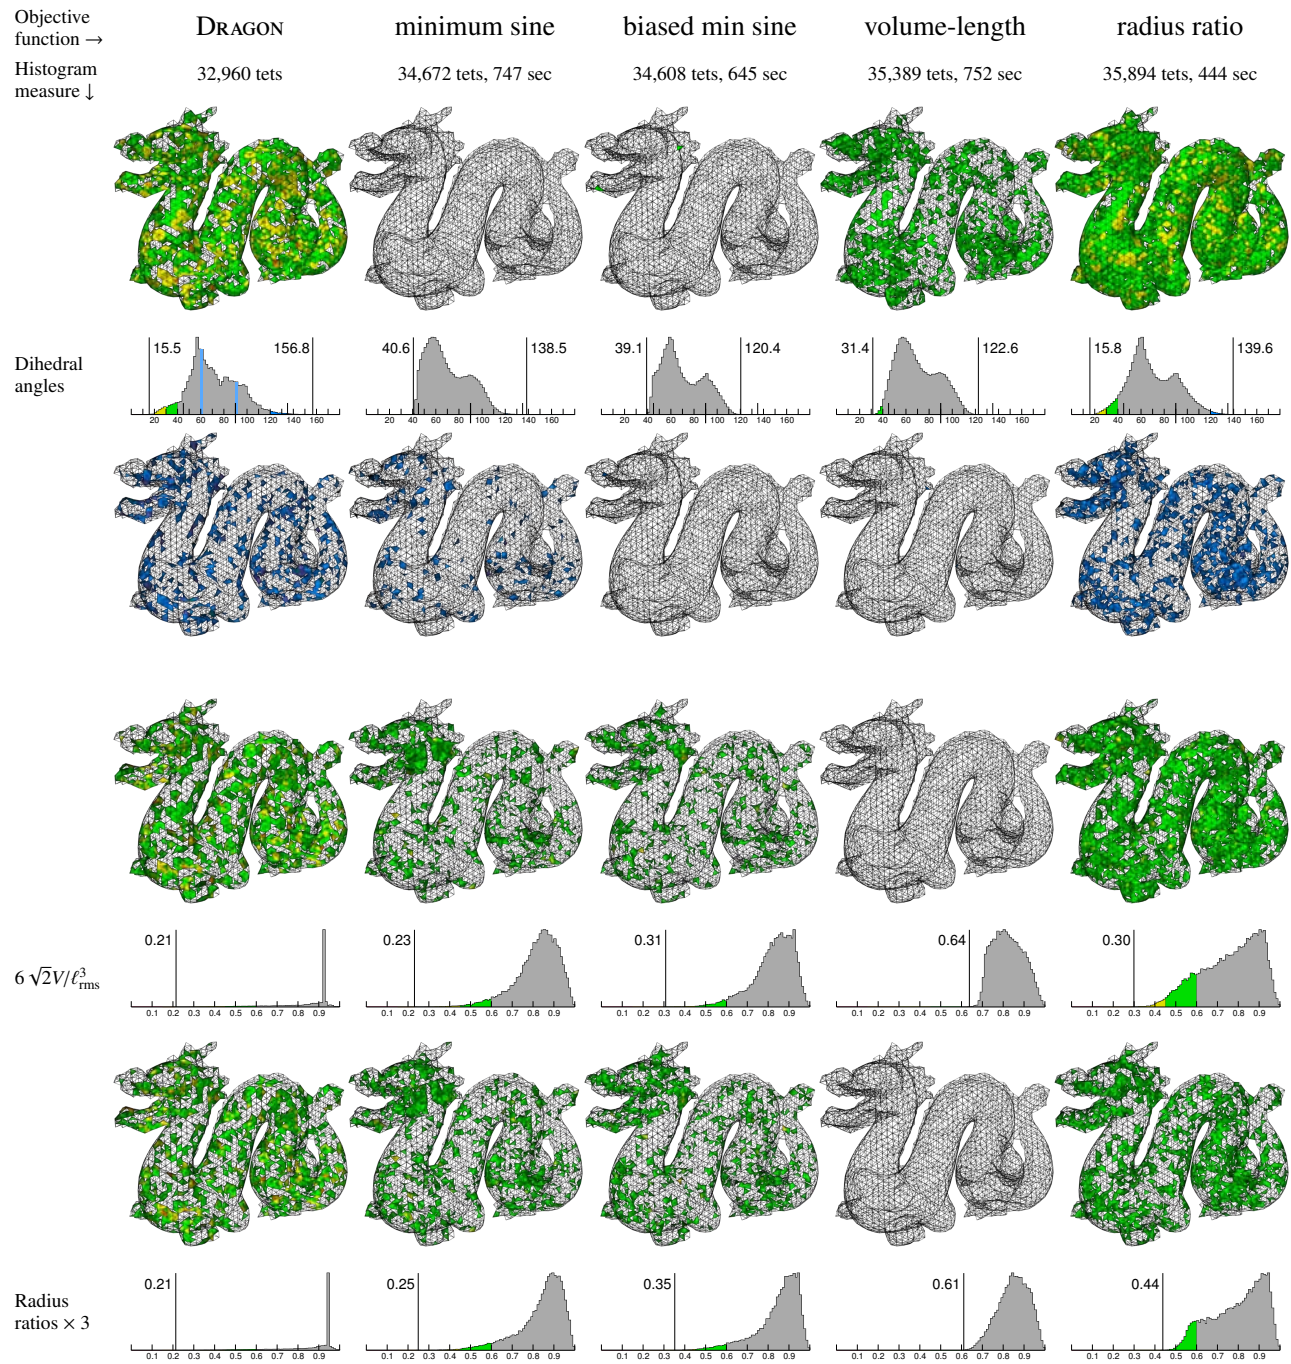 Objective function → DRAGON minimum sine biased min sine volume-length radius ratio
Histogram measure ↓ 32,960 tets 34,672 tets, 747 sec 34,608 tets, 645 sec 35,389 tets, 752 sec 35,894 tets, 444 sec
15.5 156.8 40.6 138.5 39.1 120.4 31.4 122.6 15.8 139.6
Dihedral angles
20 40 60 80 100 120 140 160 20 60 80 100 120 140 160 20 60 80 100 120 140 160 20 60 80 100 120 140 160 20 40 60 80 100 120 140 160
0.21 0.23 0.31 0.64 0.30
6 √2V/ℓ³rms
0.1 0.2 0.3 0.4 0.5 0.6 0.7 0.8 0.9 0.1 0.2 0.3 0.4 0.5 0.6 0.7 0.8 0.9 0.1 0.2 0.3 0.4 0.5 0.6 0.7 0.8 0.9 0.1 0.2 0.3 0.4 0.5 0.6 0.7 0.8 0.9 0.1 0.2 0.3 0.4 0.5 0.6 0.7 0.8 0.9
0.21 0.25 0.35 0.61 0.44
Radius ratios × 3
0.1 0.2 0.3 0.4 0.5 0.6 0.7 0.8 0.9 0.1 0.2 0.3 0.4 0.5 0.6 0.7 0.8 0.9 0.1 0.2 0.3 0.4 0.5 0.6 0.7 0.8 0.9 0.1 0.2 0.3 0.4 0.5 0.6 0.7 0.8 0.9 0.1 0.2 0.3 0.4 0.5 0.6 0.7 0.8 0.9